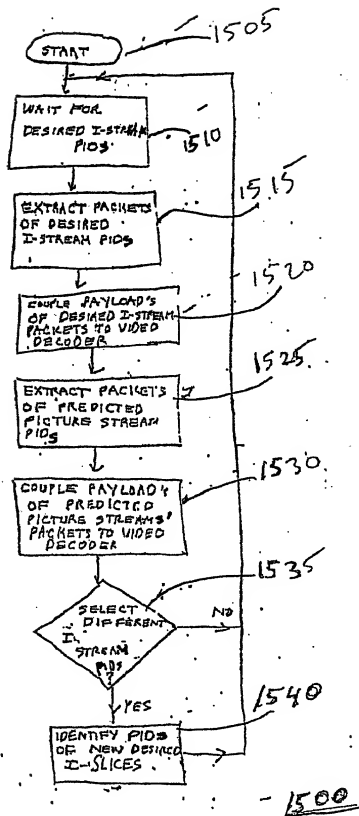 START
1505
WAIT FOR
DESIRED I-STREAM
PIDS
1510
EXTRACT PACKETS
OF DESIRED
I-STREAM PIDS
1515
COUPLE PAYLOAD'S
OF DESIRED I-STREAM
PACKETS TO VIDEO
DECODER
1520
EXTRACT PACKETS
OF PREDICTED
PICTURE STREAM
PIDS
1525
COUPLE PAYLOAD'S
OF PREDICTED
PICTURE STREAMS'
PACKETS TO VIDEO
DECODER
1530
SELECT
DIFFERENT
I
STREAM
PIDS
?
1535
NO
YES
IDENTIFY PIDS
OF NEW DESIRED
I-SLICES
1540
1500